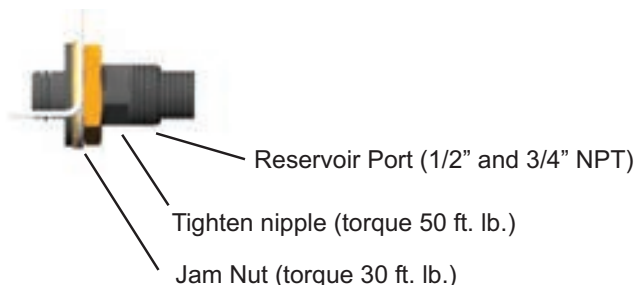 Reservoir Port (1/2” and 3/4” NPT)
Tighten nipple (torque 50 ft. lb.)
Jam Nut (torque 30 ft. lb.)